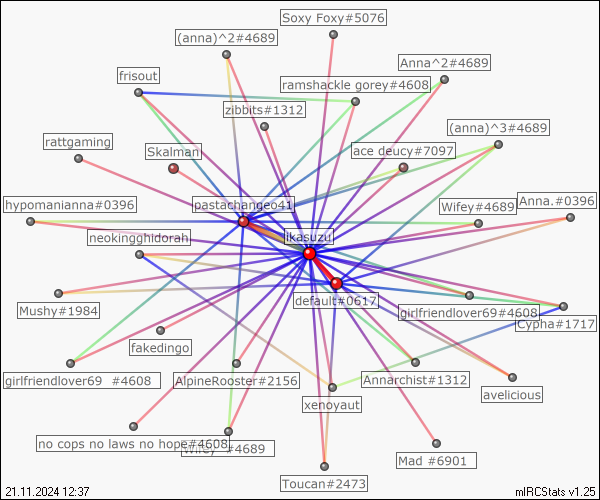 Soxy Foxy#5076
(anna)^2#4689
Anna^2#4689
frisout
ramshackle gorey#4608
zibbits#1312
(anna)^3#4689
rattgaming
Skalman
ace deucy#7097
hypomanianna#0396
pastachangeo41
Wifey#4689
Anna.#0396
neokingghidorah
ikasuzu
default#0617
Mushy#1984
girlfriendlover69#4608
Cypha#1717
fakedingo
girlfriendlover69 #4608
AlpineRooster#2156
Annarchist#1312
avelicious
xenoyaut
no cops no laws no hope#4608
Wifey #4689
Mad #6901
Toucan#2473
21.11.2024 12:37
mIRCStats v1.25